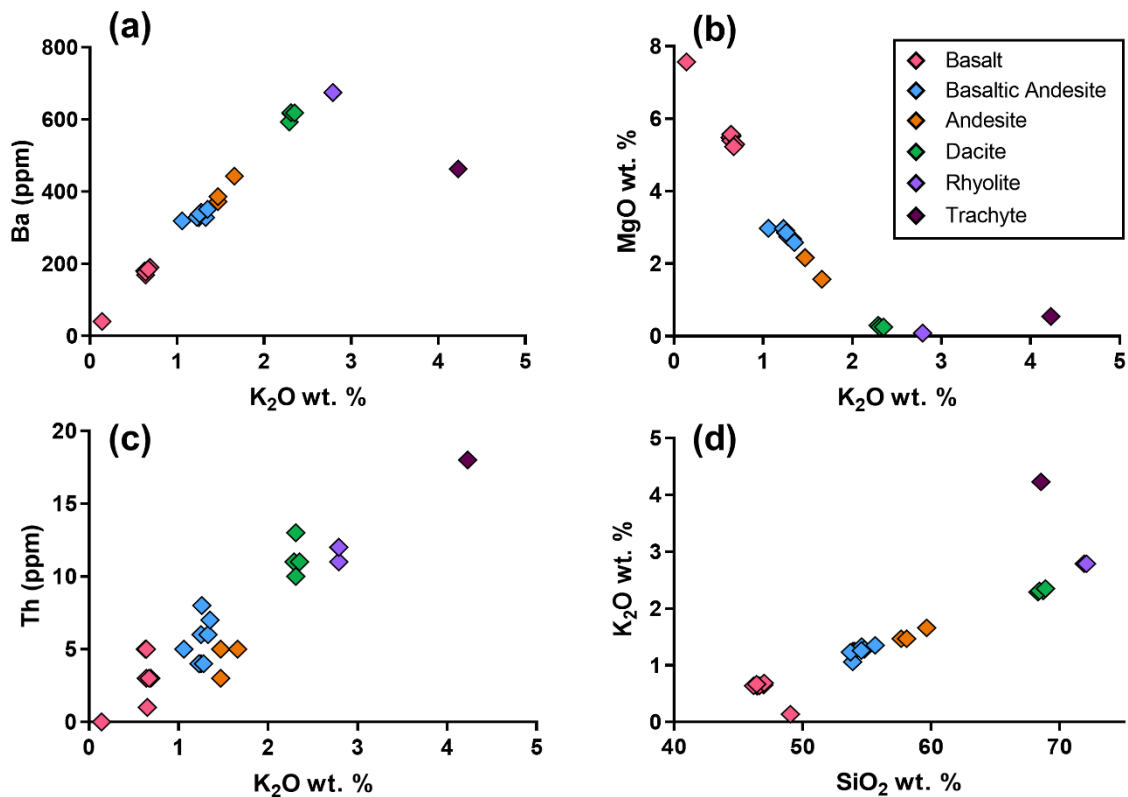 (a)
800
600
400
200
0
Ba (ppm)
0 1 2 3 4 5
K₂O wt. %
(b)
8
6
4
2
0
MgO wt. %
0 1 2 3 4 5
K₂O wt. %
Basalt
Basaltic Andesite
Andesite
Dacite
Rhyolite
Trachyte
(c)
20
15
10
5
0
Th (ppm)
0 1 2 3 4 5
K₂O wt. %
(d)
5
4
3
2
1
0
K₂O wt. %
40 50 60 70
SiO₂ wt. %